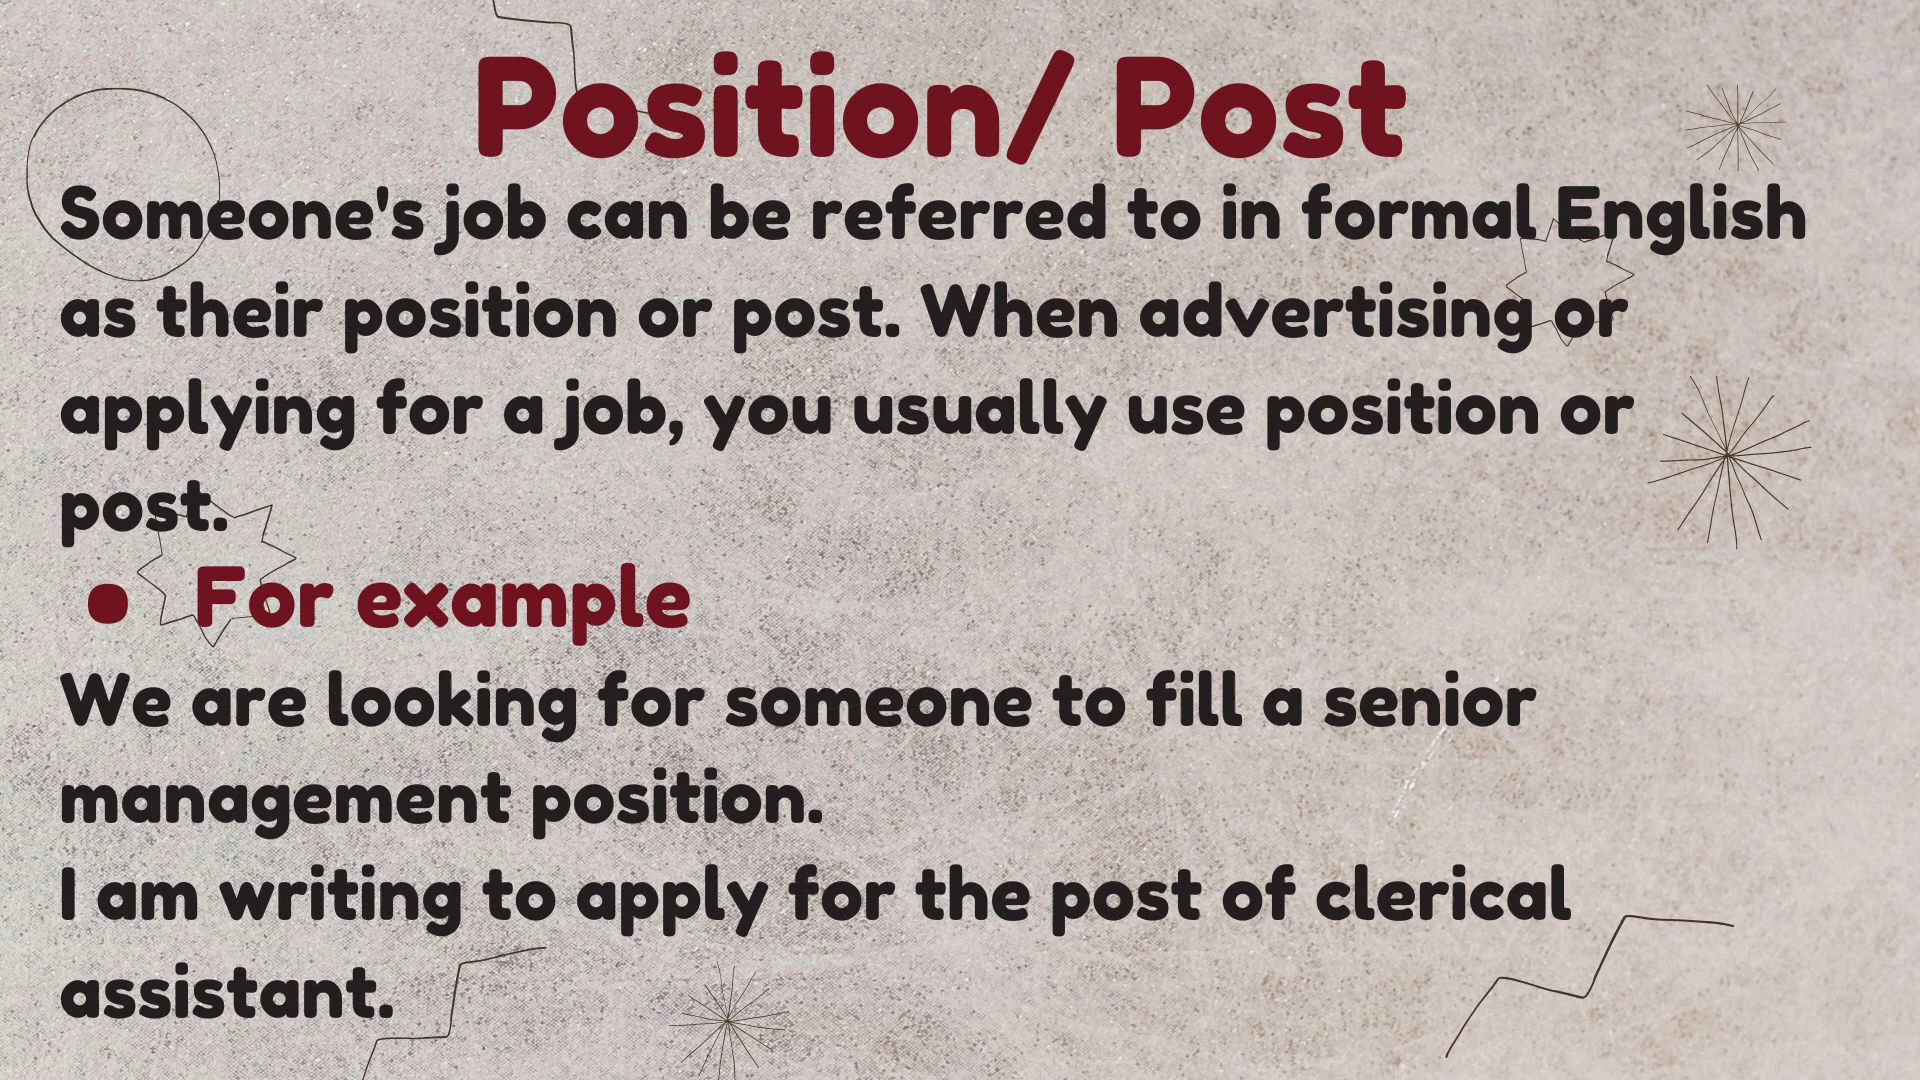 Position/ Post
Someone's job can be referred to in formal English
as their position or post. When advertising or
applying for a job, you usually use position or
post.
• For example
We are looking for someone to fill a senior
management position.
I am writing to apply for the post of clerical
assistant.